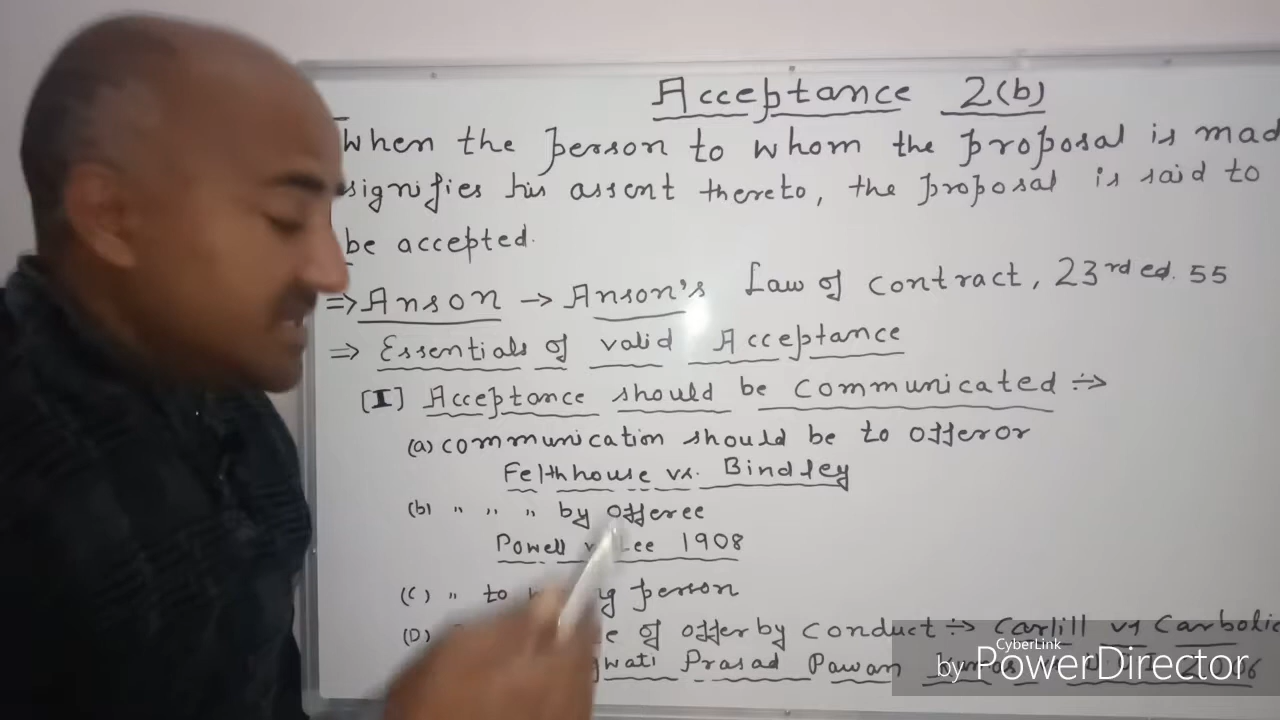 Acceptance 2(b)
When the person to whom the proposal is mad
signifies his assent thereto, the proposal is said to
be accepted.
⇒ Anson → Anson's Law of contract, 23rd ed. 55
⇒ Essentials of valid Acceptance
[I] Acceptance should be communicated ÷>
(a) communication should be to offeror
Felthhouse vs. Bindley
(b) " " " by offeree
Powell Lee 1908
(c) " to person
(D) of offer by conduct ÷> Carlill vs Carbolic
Prasad Pawan
CyberLink
by PowerDirector